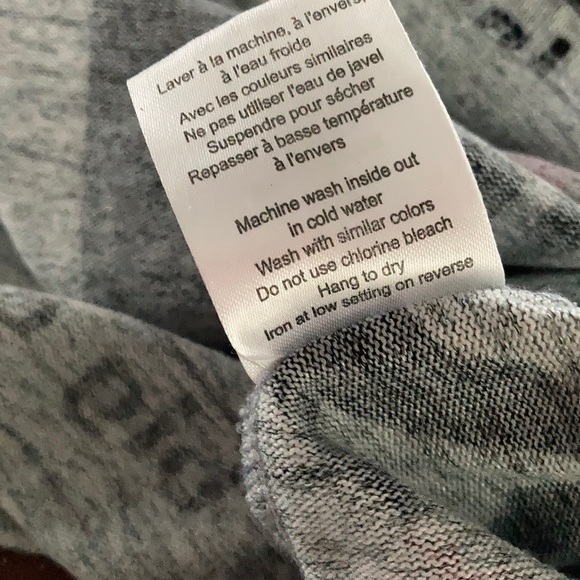 Laver à la machine, à l'envers,
à l'eau froide
Avec les couleurs similaires
Ne pas utiliser l'eau de javel
Suspendre pour sécher
Repasser à basse température
à l'envers
Machine wash inside out
in cold water
Wash with similar colors
Do not use chlorine bleach
Hang to dry
Iron at low setting on reverse